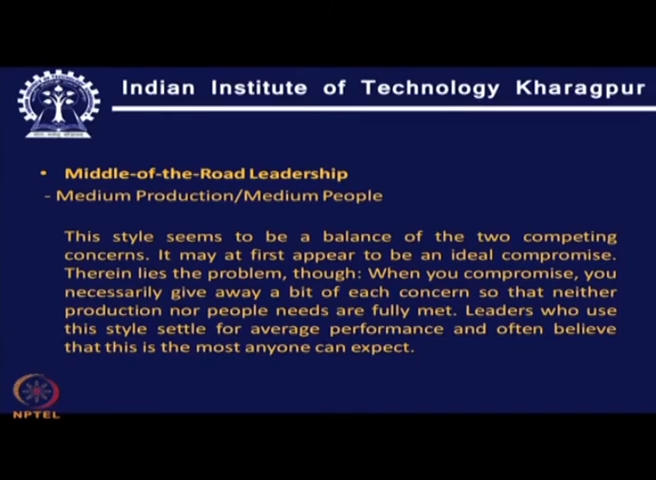 Indian Institute of Technology Kharagpur
• Middle-of-the-Road Leadership
- Medium Production/Medium People
This style seems to be a balance of the two competing
concerns. It may at first appear to be an ideal compromise.
Therein lies the problem, though: When you compromise, you
necessarily give away a bit of each concern so that neither
production nor people needs are fully met. Leaders who use
this style settle for average performance and often believe
that this is the most anyone can expect.
NPTEL